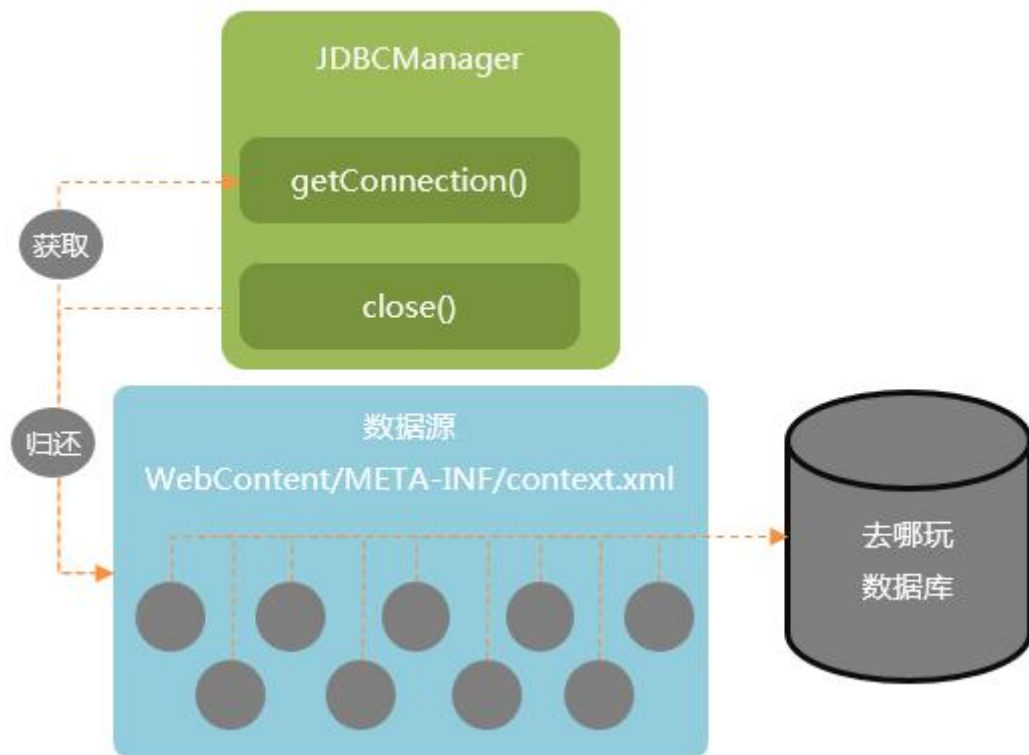 JDBCManager
getConnection()
获取
close()
归还
数据源
WebContent/META-INF/context.xml
去哪玩
数据库